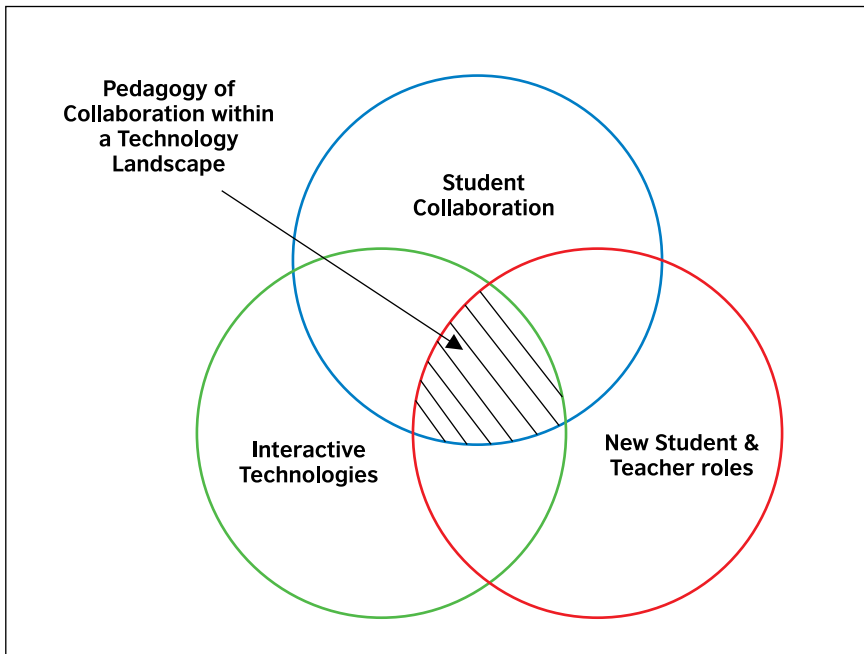 Pedagogy of
Collaboration within
a Technology
Landscape
Student
Collaboration
Interactive
Technologies
New Student &
Teacher roles